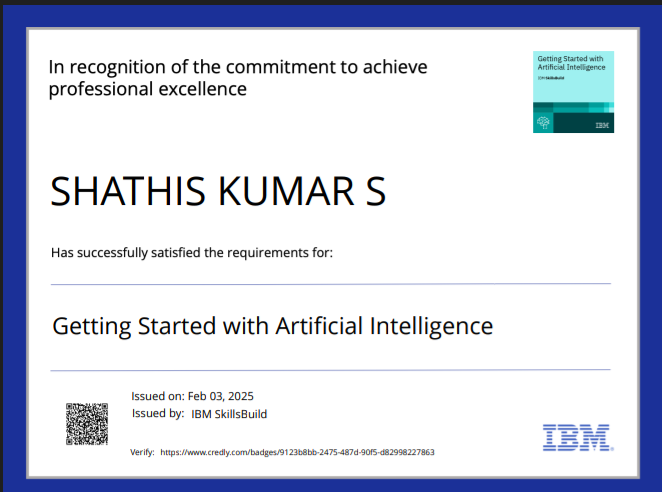 In recognition of the commitment to achieve
professional excellence
Getting Started with
Artificial Intelligence
IBM SkillsBuild
IBM
SHATHIS KUMAR S
Has successfully satisfied the requirements for:
Getting Started with Artificial Intelligence
Issued on: Feb 03, 2025
Issued by: IBM SkillsBuild
Verify: https://www.credly.com/badges/9123b8bb-2475-487d-90f5-d82998227863
IBM